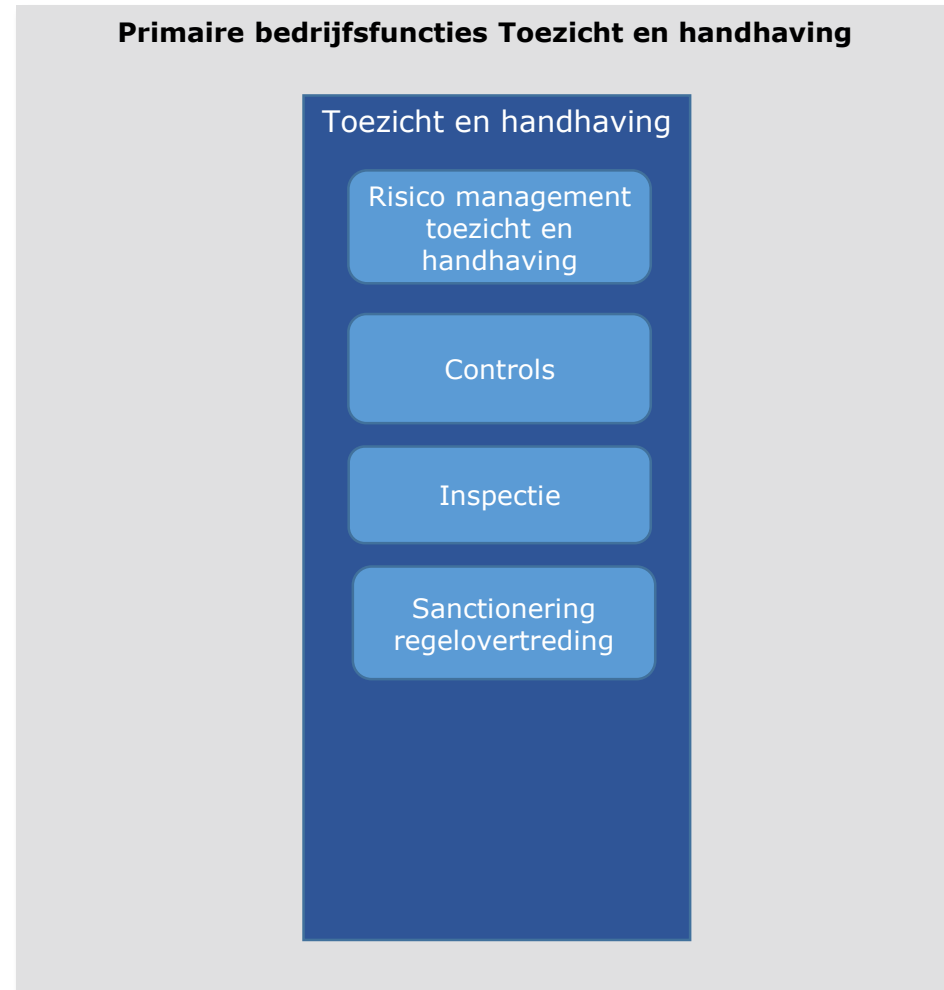 Primaire bedrijfsfuncties Toezicht en handhaving
Toezicht en handhaving
Risico management
toezicht en
handhaving
Controls
Inspectie
Sanctionering
regelovertreding